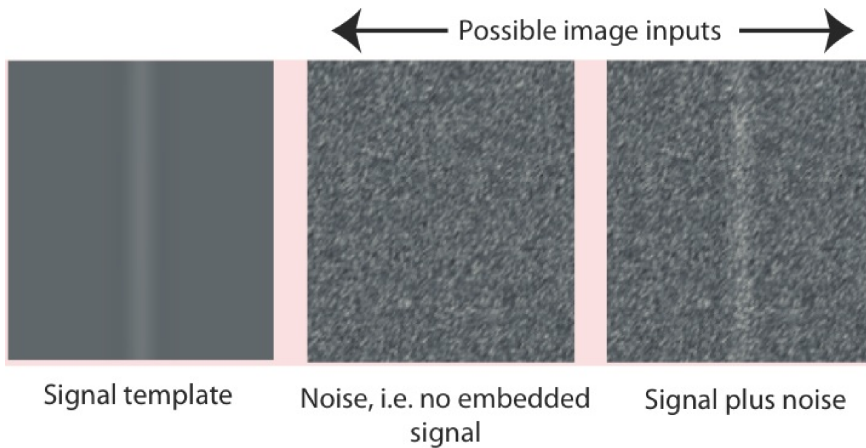 Possible image inputs
Signal template
Noise, i.e. no embedded
signal
Signal plus noise